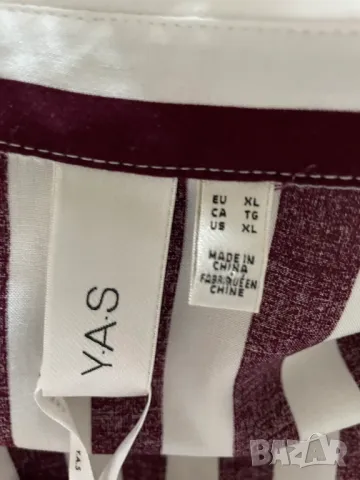 EU XL
CA TG
US XL
MADE IN
CHINA
FABRIQUÉ EN
CHINE
Y·A·S
Y.A.S
BAZAR